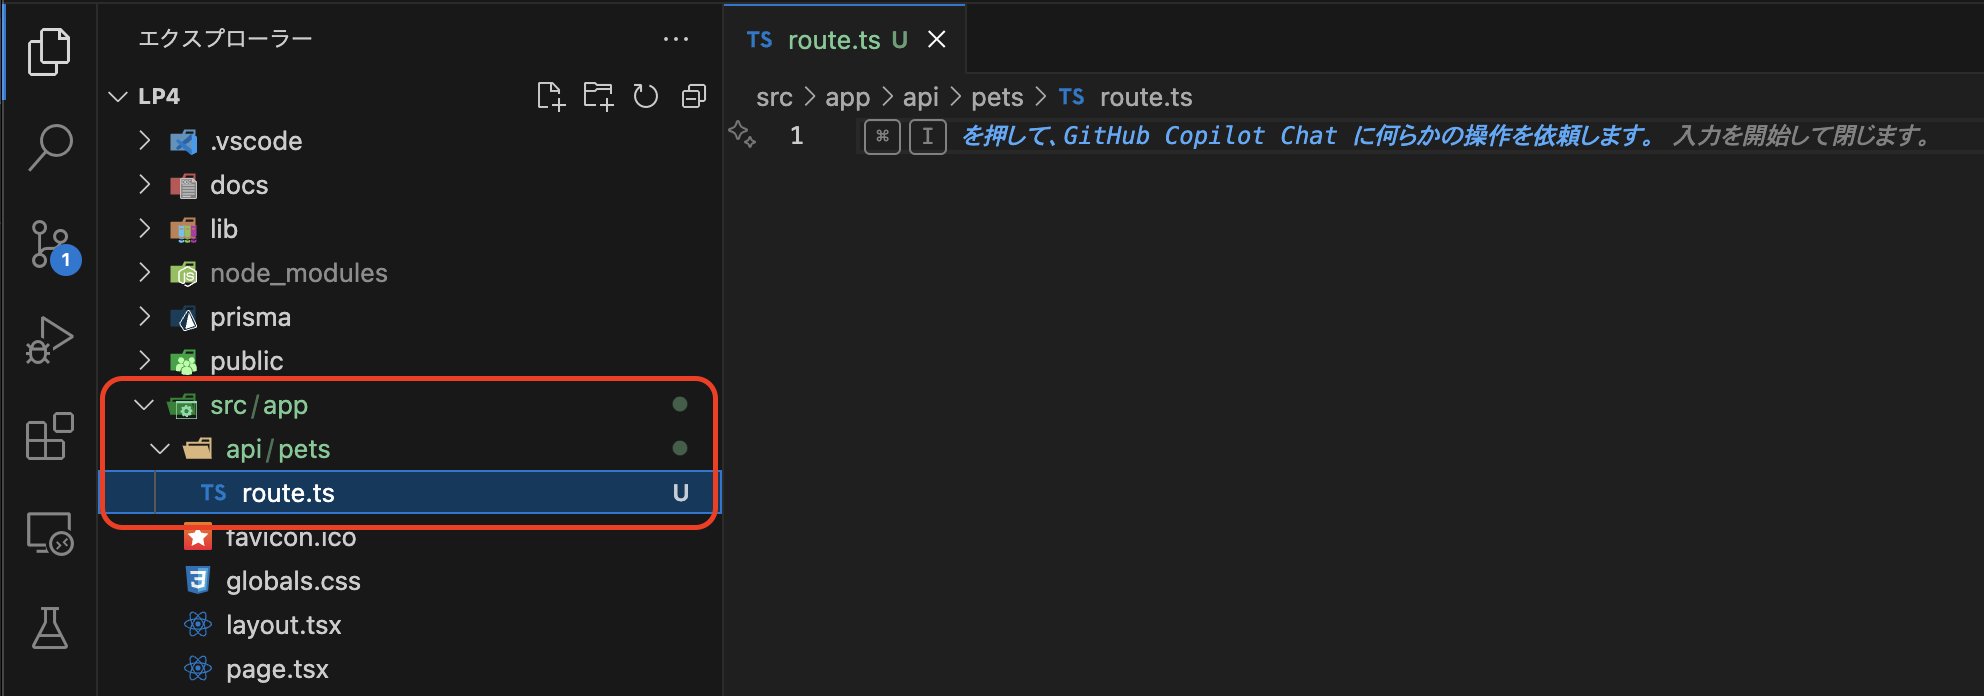 エクスプローラー
LP4
.vscode
docs
lib
node_modules
prisma
public
src/app
api/pets
TS route.ts U
favicon.ico
globals.css
layout.tsx
page.tsx
1
TS route.ts U
src > app > api > pets > TS route.ts
1 ⌘ I を押して、GitHub Copilot Chat に何らかの操作を依頼します。 入力を開始して閉じます。